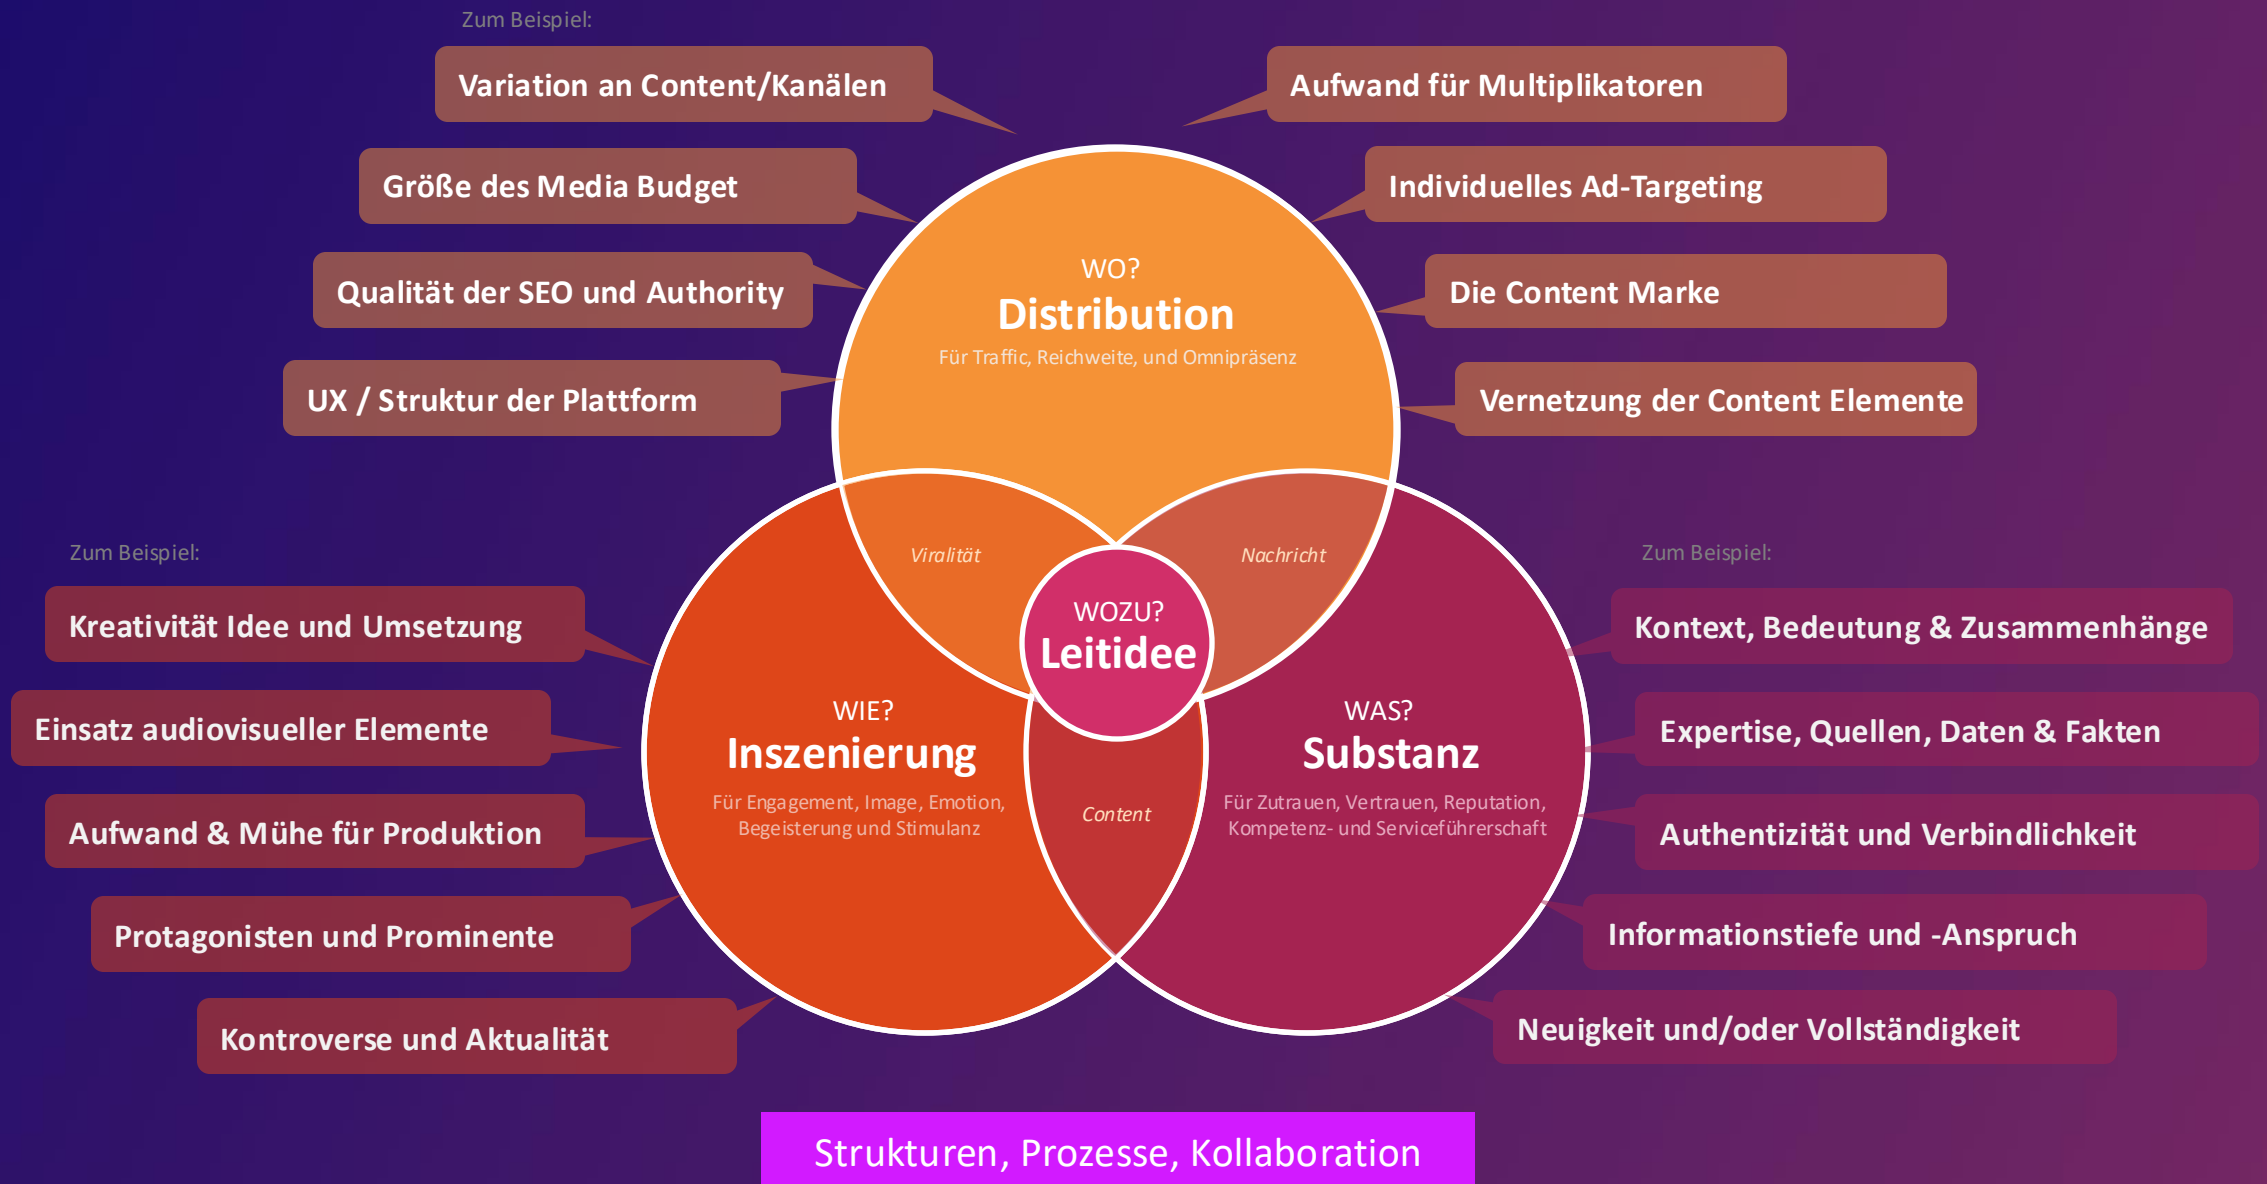 Zum Beispiel:
Variation an Content/Kanälen
Aufwand für Multiplikatoren
Größe des Media Budget
Individuelles Ad-Targeting
Qualität der SEO und Authority
Die Content Marke
UX / Struktur der Plattform
Vernetzung der Content Elemente
WO?
Distribution
Für Traffic, Reichweite, und Omnipräsenz
Viralität
Nachricht
WOZU?
Leitidee
Zum Beispiel:
Kreativität Idee und Umsetzung
Einsatz audiovisueller Elemente
Aufwand & Mühe für Produktion
Protagonisten und Prominente
Kontroverse und Aktualität
WIE?
Inszenierung
Für Engagement, Image, Emotion,
Begeisterung und Stimulanz
Content
WAS?
Substanz
Für Zutrauen, Vertrauen, Reputation,
Kompetenz- und Serviceführerschaft
Zum Beispiel:
Kontext, Bedeutung & Zusammenhänge
Expertise, Quellen, Daten & Fakten
Authentizität und Verbindlichkeit
Informationstiefe und -Anspruch
Neuigkeit und/oder Vollständigkeit
Strukturen, Prozesse, Kollaboration